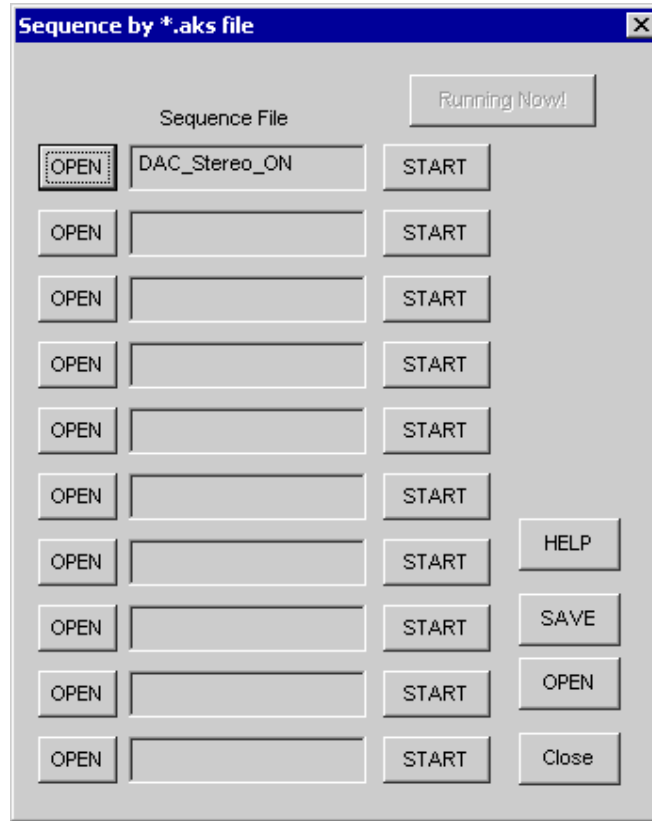 Sequence by *.aks file
Running Now!
Sequence File
OPEN DAC_Stereo_ON START
OPEN START
OPEN START
OPEN START
OPEN START
OPEN START
OPEN START
HELP
OPEN START
SAVE
OPEN START
OPEN
OPEN START
Close